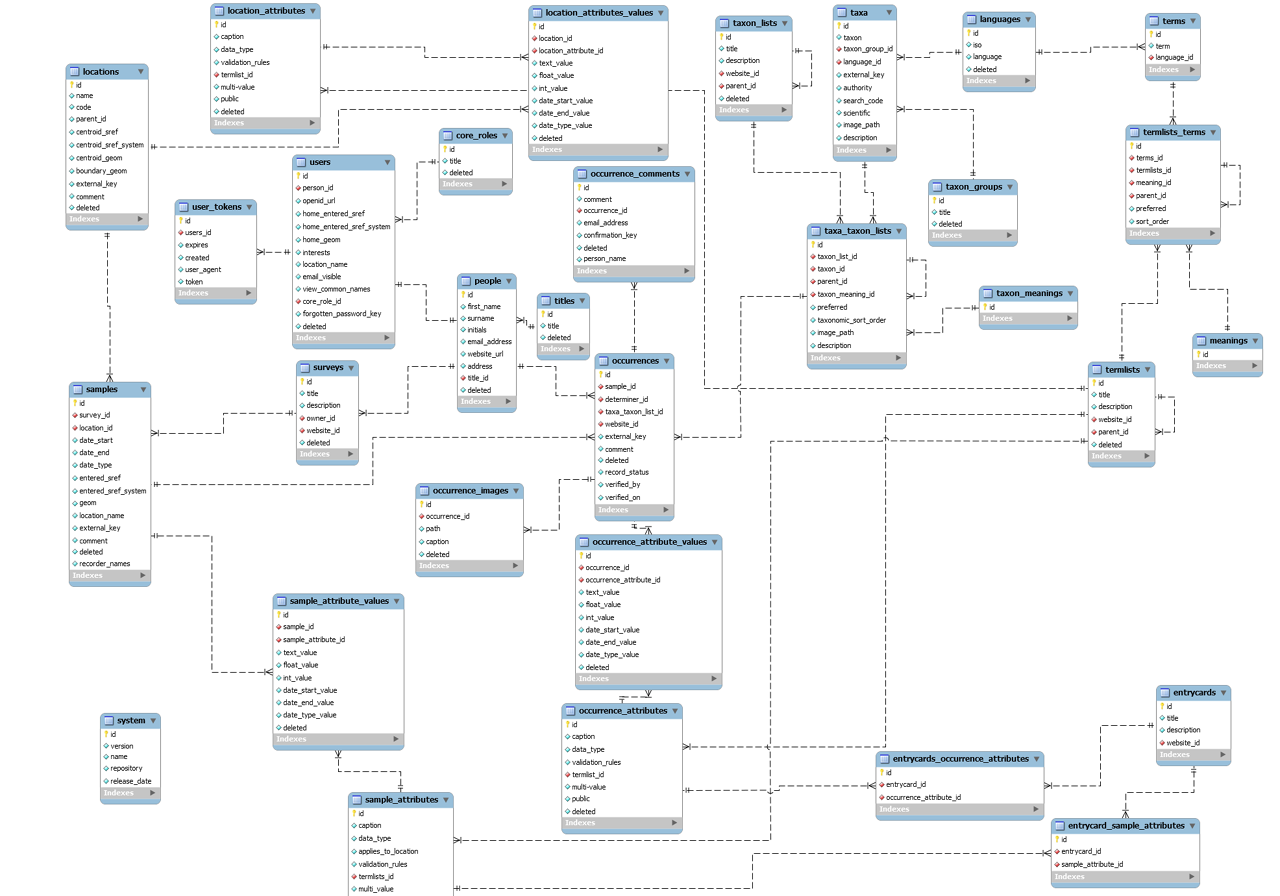 location_attributes
id
caption
data_type
validation_rules
termlist_id
multi-value
public
deleted
Indexes
location_attributes_values
id
location_id
location_attribute_id
text_value
float_value
int_value
date_start_value
date_end_value
date_type_value
deleted
Indexes
taxon_lists
id
title
description
website_id
parent_id
deleted
Indexes
taxa
id
taxon
taxon_group_id
language_id
external_key
authority
search_code
scientific
image_path
description
Indexes
languages
id
iso
language
deleted
Indexes
terms
id
term
language_id
Indexes
locations
id
name
code
parent_id
centroid_sref
centroid_sref_system
centroid_geom
boundary_geom
external_key
comment
deleted
Indexes
core_roles
id
title
deleted
Indexes
termlists_terms
id
terms_id
termlists_id
meaning_id
parent_id
preferred
sort_order
Indexes
users
id
person_id
openid_url
home_entered_sref
home_entered_sref_system
home_geom
interests
location_name
email_visible
view_common_names
core_role_id
forgotten_password_key
deleted
Indexes
occurrence_comments
id
comment
occurrence_id
email_address
confirmation_key
deleted
person_name
Indexes
taxon_groups
id
title
deleted
Indexes
user_tokens
id
users_id
expires
created
user_agent
token
Indexes
taxa_taxon_lists
id
taxon_list_id
taxon_id
parent_id
taxon_meaning_id
preferred
taxonomic_sort_order
image_path
description
Indexes
people
id
first_name
surname
initials
email_address
website_url
address
title_id
deleted
Indexes
titles
id
title
deleted
Indexes
taxon_meanings
id
Indexes
meanings
id
Indexes
surveys
id
title
description
owner_id
website_id
deleted
Indexes
occurrences
id
sample_id
determiner_id
taxa_taxon_list_id
website_id
external_key
comment
deleted
record_status
verified_by
verified_on
Indexes
termlists
id
title
description
website_id
parent_id
deleted
Indexes
samples
id
survey_id
location_id
date_start
date_end
date_type
entered_sref
entered_sref_system
geom
location_name
external_key
comment
deleted
recorder_names
Indexes
occurrence_images
id
occurrence_id
path
caption
deleted
Indexes
occurrence_attribute_values
id
occurrence_id
occurrence_attribute_id
text_value
float_value
int_value
date_start_value
date_end_value
date_type_value
deleted
Indexes
sample_attribute_values
id
sample_id
sample_attribute_id
text_value
float_value
int_value
date_start_value
date_end_value
date_type_value
deleted
Indexes
system
id
version
name
repository
release_date
Indexes
occurrence_attributes
id
caption
data_type
validation_rules
termlist_id
multi-value
public
deleted
Indexes
entrycards
id
title
description
website_id
Indexes
entrycards_occurrence_attributes
id
entrycard_id
occurrence_attribute_id
Indexes
sample_attributes
id
caption
data_type
applies_to_location
validation_rules
termlists_id
multi_value
entrycard_sample_attributes
id
entrycard_id
sample_attribute_id
Indexes